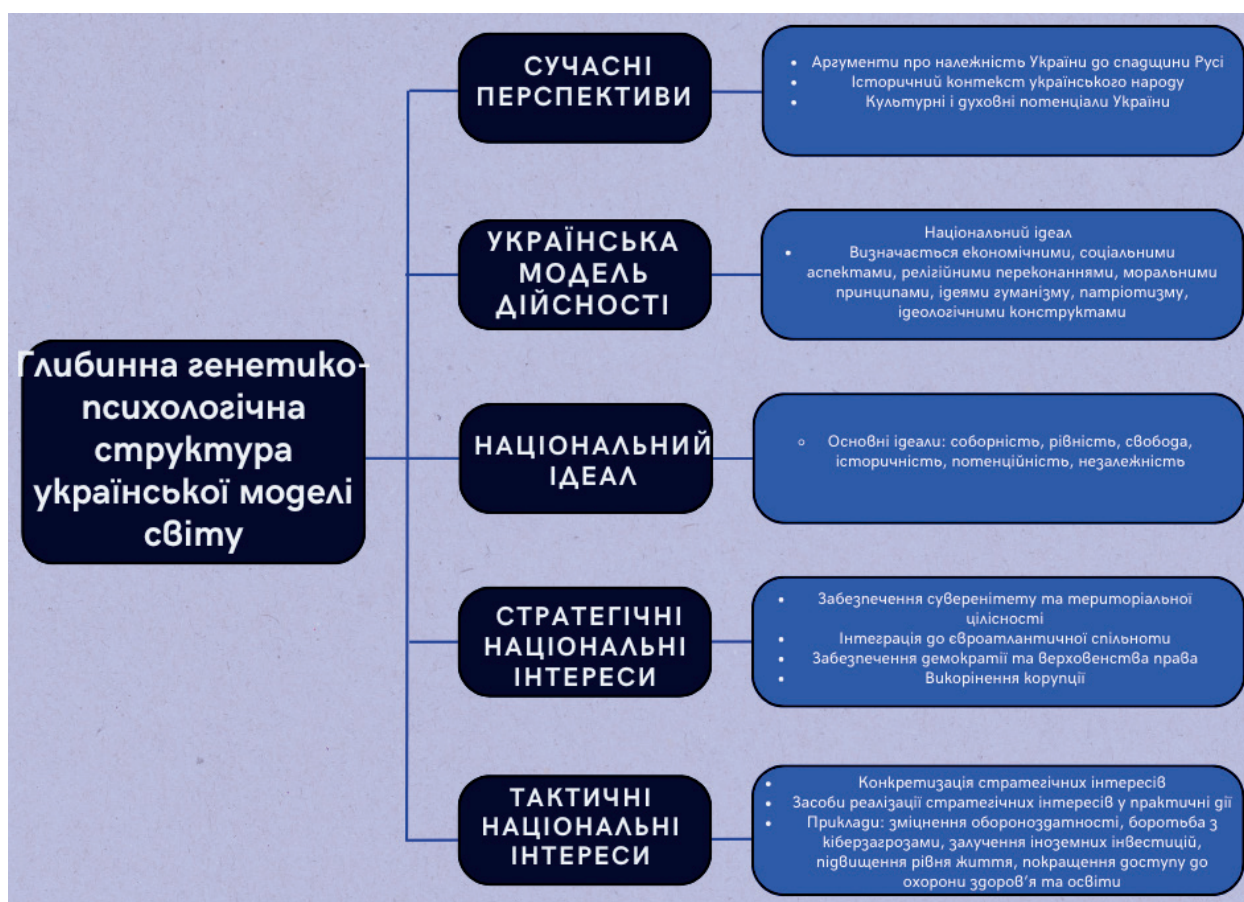 Глибинна генетико-
психологічна
структура
української моделі
світу
СУЧАСНІ
ПЕРСПЕКТИВИ
• Аргументи про належність України до спадщини Русі
• Історичний контекст українського народу
• Культурні і духовні потенціали України
УКРАЇНСЬКА
МОДЕЛЬ
ДІЙСНОСТІ
Національний ідеал
• Визначається економічними, соціальними
аспектами, релігійними переконаннями, моральними
принципами, ідеями гуманізму, патріотизму,
ідеологічними конструктами
НАЦІОНАЛЬНИЙ
ІДЕАЛ
◦ Основні ідеали: соборність, рівність, свобода,
історичність, потенційність, незалежність
СТРАТЕГІЧНІ
НАЦІОНАЛЬНІ
ІНТЕРЕСИ
• Забезпечення суверенітету та територіальної
цілісності
• Інтеграція до євроатлантичної спільноти
• Забезпечення демократії та верховенства права
• Викорінення корупції
ТАКТИЧНІ
НАЦІОНАЛЬНІ
ІНТЕРЕСИ
• Конкретизація стратегічних інтересів
• Засоби реалізації стратегічних інтересів у практичні дії
• Приклади: зміцнення обороноздатності, боротьба з
кіберзагрозами, залучення іноземних інвестицій,
підвищення рівня життя, покращення доступу до
охорони здоров’я та освіти